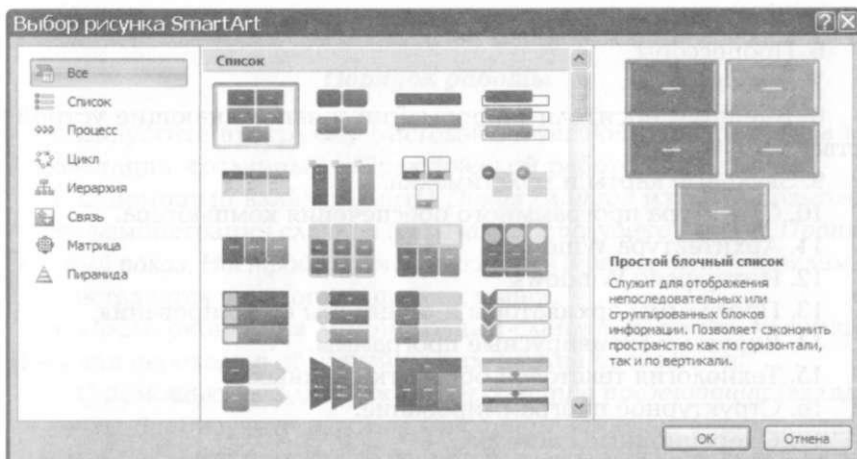 Выбор рисунка SmartArt
Все
Список
Процесс
Цикл
Иерархия
Связь
Матрица
Пирамида
Список
Простой блочный список
Служит для отображения
непоследовательных или
сгруппированных блоков
информации. Позволяет сэкономить
пространство как по горизонтали,
так и по вертикали.
ОК
Отмена